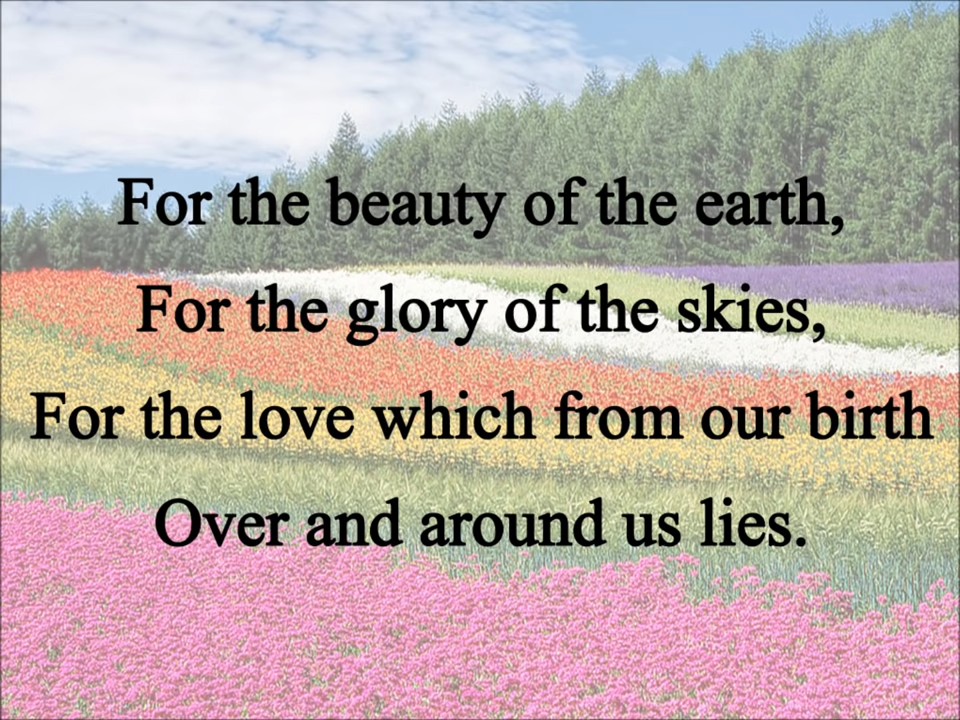 For the beauty of the earth,
For the glory of the skies,
For the love which from our birth
Over and around us lies.